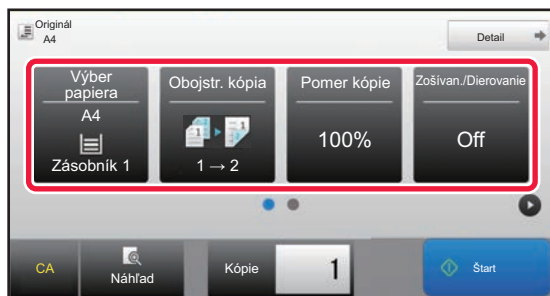 Originál
A4
Detail
Výber
papiera
A4
Zásobník 1
Obojstr. kópia
1 → 2
Pomer kópie
100%
Zošívan./Dierovanie
Off
CA
Náhľad
Kópie
1
Štart